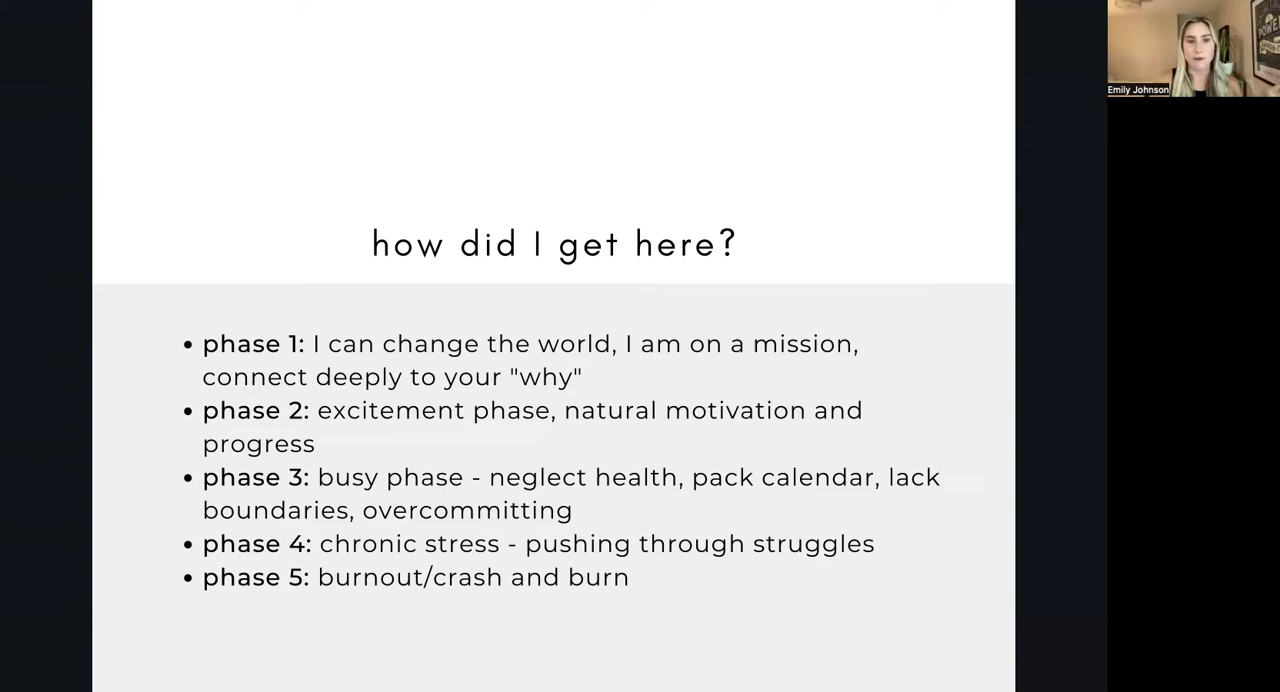 how did I get here?
• phase 1: I can change the world, I am on a mission,
connect deeply to your "why"
• phase 2: excitement phase, natural motivation and
progress
• phase 3: busy phase - neglect health, pack calendar, lack
boundaries, overcommitting
• phase 4: chronic stress - pushing through struggles
• phase 5: burnout/crash and burn
Emily Johnson